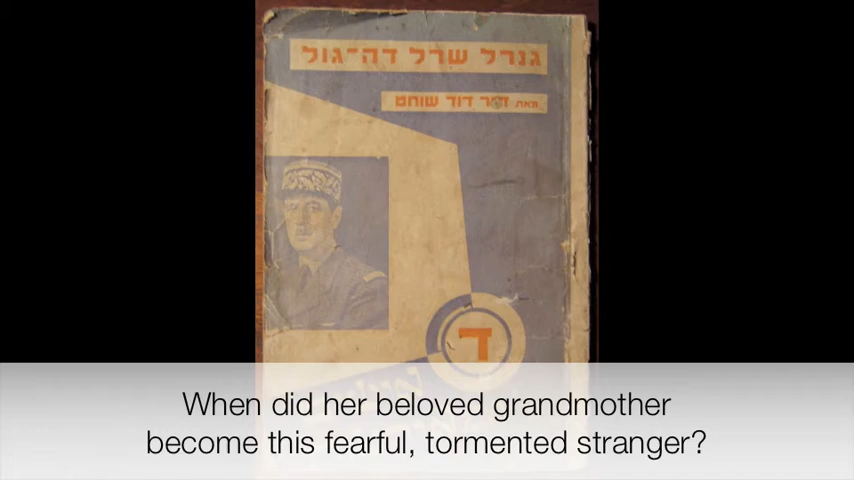 גנרל שרל דה־גול
מאת ד״ר דוד שוחט
ד
When did her beloved grandmother
become this fearful, tormented stranger?